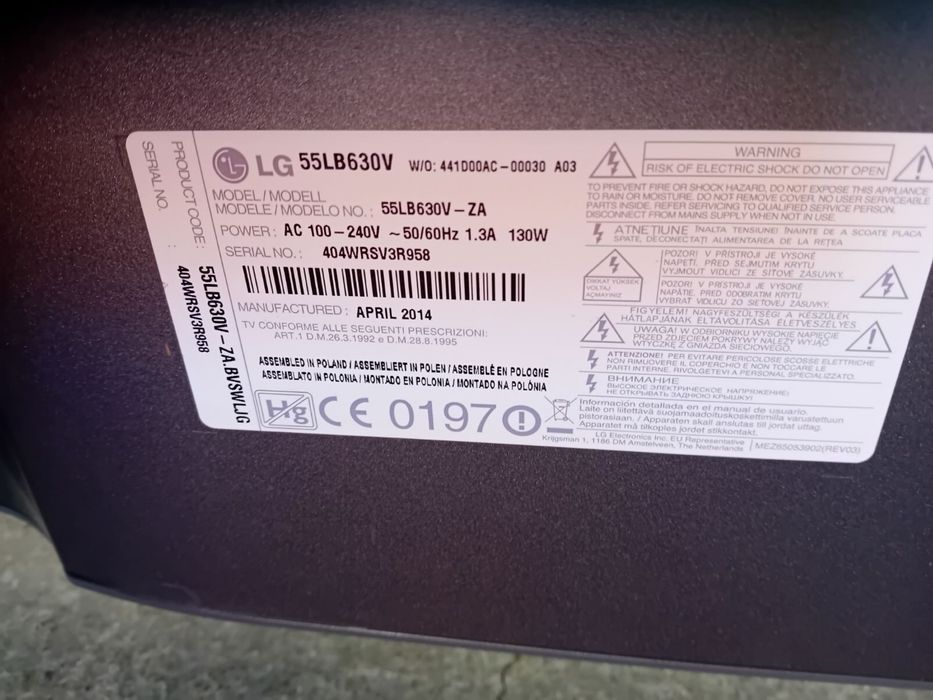 PRODUCT CODE : 55LB630V-ZA.BVSWLJG
SERIAL NO. 404WRSV3R958
LG 55LB630V W/O: 441D00AC-00030 A03
MODEL/MODELL
MODELE/MODELO NO.: 55LB630V-ZA
POWER: AC 100-240V ~50/60Hz 1.3A 130W
SERIAL NO.: 404WRSV3R958
MANUFACTURED: APRIL 2014
TV CONFORME ALLE SEGUENTI PRESCRIZIONI:
ART.1 D.M.26.3.1992 e D.M.28.8.1995
ASSEMBLED IN POLAND / ASSEMBLIERT IN POLEN / ASSEMBLÉ EN POLOGNE
ASSEMBLATO IN POLONIA / MONTADO EN POLONIA / MONTADO NA POLÓNIA
Hg CE 0197
WARNING
RISK OF ELECTRIC SHOCK DO NOT OPEN
TO PREVENT FIRE OR SHOCK HAZARD, DO NOT EXPOSE THIS APPLIANCE
TO RAIN OR MOISTURE. DO NOT REMOVE COVER. NO USER SERVICEABLE
PARTS INSIDE. REFER SERVICING TO QUALIFIED SERVICE PERSON.
DISCONNECT FROM MAINS SUPPLY WHEN NOT IN USE.
ATENŢIUNE ÎNALTA TENSIUNE! ÎNAINTE DE A SCOATE PLACA
SPATE, DECONECTAŢI ALIMENTAREA DE LA REŢEA
DIKKAT YÜKSEK
VOLTAJ
AÇMAYINIZ
POZOR! V PŘÍSTROJI JE VYSOKÉ
NAPĚTÍ. PŘED SEJMUTIM KRYTU
VYJMOUT VIDLICI ZE SÍŤOVÉ ZÁSUVKY.
POZOR! V PRÍSTROJI JE VYSOKÉ
NAPÄTIE. PRED ODOBRATIM KRYTU
VYBRAT VIDLICU ZO SIEŤOVEJ ZÁSUVKY.
FIGYELEM! NAGYFESZÜLTSÉG! A KÉSZÜLÉK
HÁTLAPJÁNAK ELTÁVOLÍTÁSA ÉLETVESZÉLYES
UWAGA! W ODBIORNIKU WYSOKIE NAPIĘCIE
PRZED ZDJĘCIEM POKRYWY NALEŻY WYJĄĆ
WTYCZKĘ Z GNIAZDA SIECIOWEGO.
ATTENZIONE! PER EVITARE PERICOLOSE SCOSSE ELETTRICHE
NON RIMUOVERE IL COPERCHIO E NON TOCCARE LE
PARTI INTERNE. RIVOLGETEVI A PERSONAL SPECIALIZZATO.
ВНИМАНИЕ
ВЫСОКОЕ ЭЛЕКТРИЧЕСКОЕ НАПРЯЖЕНИЕ!
НЕ ОТКРЫВАТЬ ЗАДНЮЮ КРЫШКУ!
Información detallada en el manual de usuario.
Laite on liitettävä suojamaadoituskoskettimilla varustettuun
pistorasiaan. / Apparaten skall anslutas till jordat uttag.
Apparatet må tilkoples jordet stikkontakt.
LG Electronics Inc. EU Representative
Krijgsman 1, 1186 DM Amstelveen, The Netherlands
MEZ65053902(REV03)